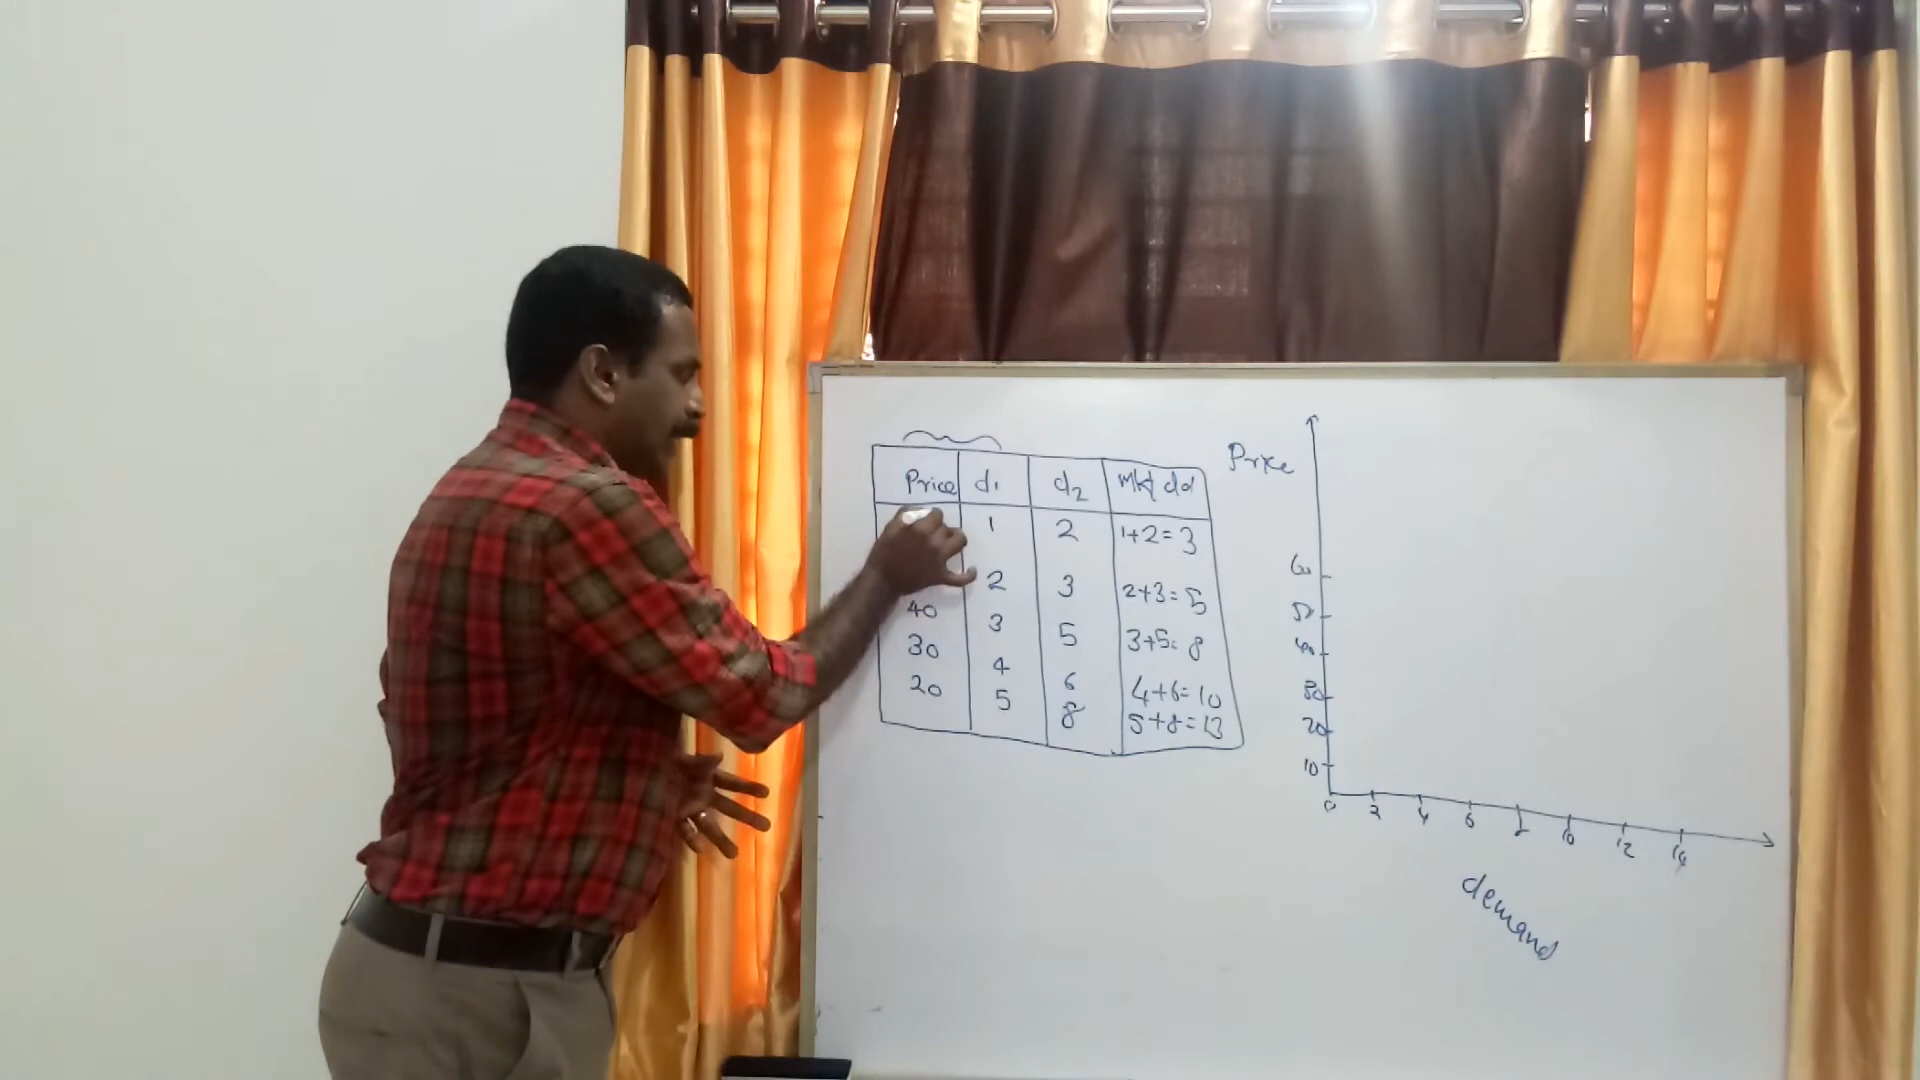 Price d1 d2 Mkt dd
1 2 1+2=3
2 3 2+3=5
40 3 5 3+5=8
30 4 6 4+6=10
20 5 8 5+8=13
Price
60
50
40
30
20
10
0 2 4 6 8 10 12 14
demand